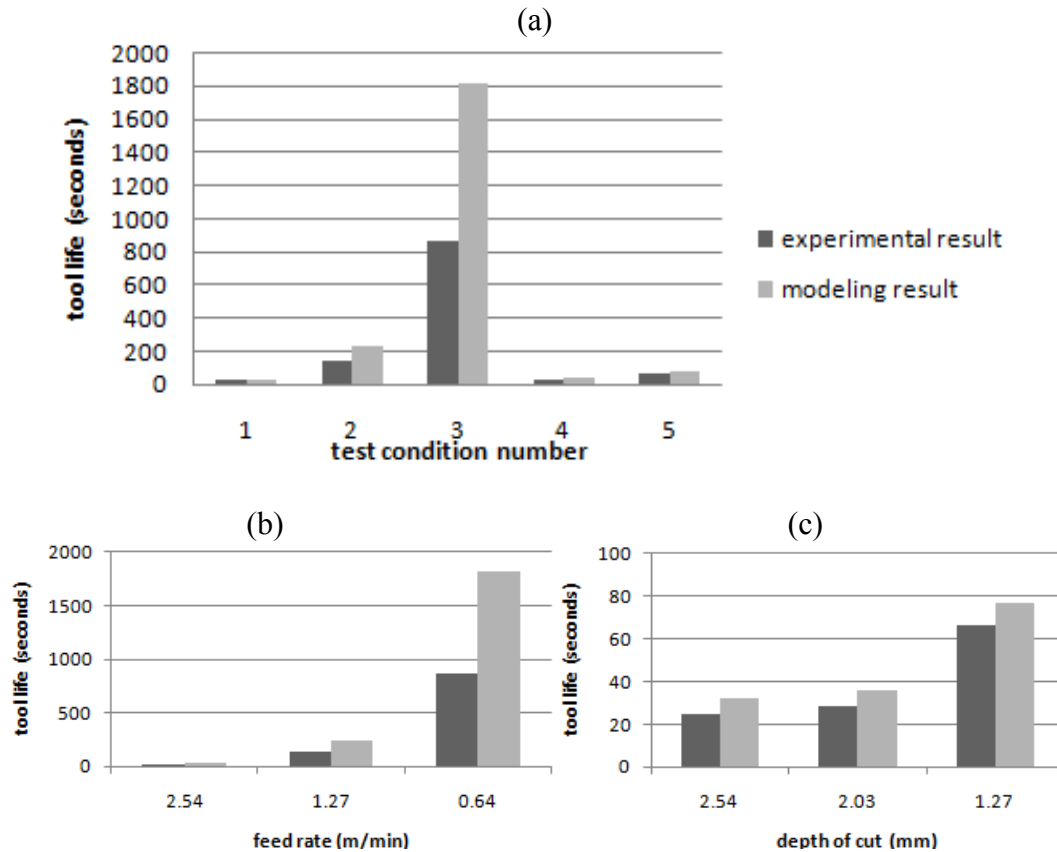 (a)
2000
1800
1600
1400
1200
1000
800
600
400
200
0
tool life (seconds)
1 2 3 4 5
test condition number
experimental result
modeling result
(b)
2000
1500
1000
500
0
tool life (seconds)
2.54 1.27 0.64
feed rate (m/min)
(c)
100
80
60
40
20
0
tool life (seconds)
2.54 2.03 1.27
depth of cut (mm)